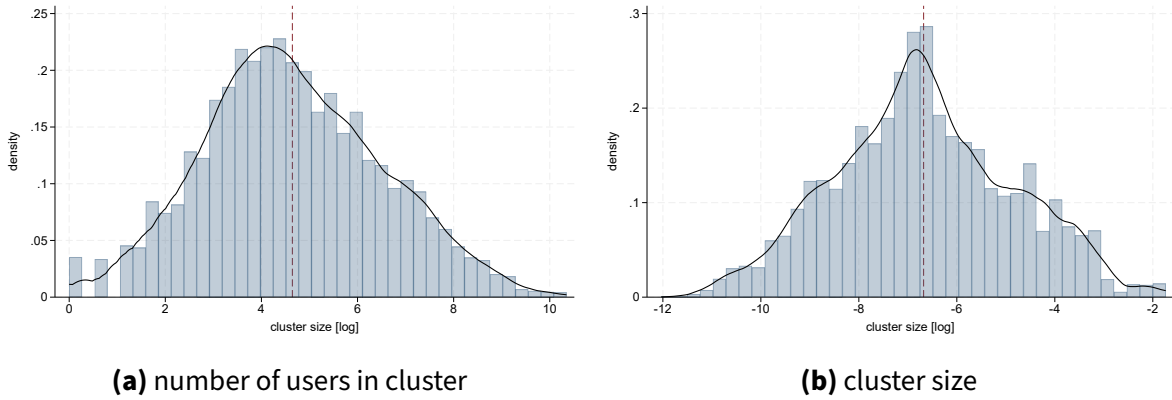 .25
.2
.15
.1
.05
0
density
0 2 4 6 8 10
cluster size [log]
(a) number of users in cluster
.3
.2
.1
0
density
-12 -10 -8 -6 -4 -2
cluster size [log]
(b) cluster size